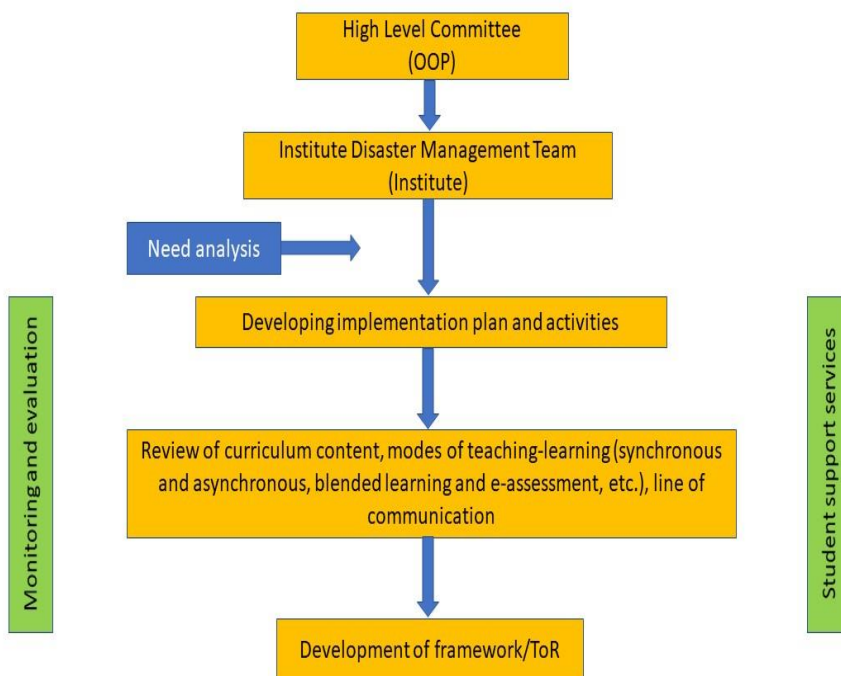 High Level Committee
(OOP)
Institute Disaster Management Team
(Institute)
Need analysis
Developing implementation plan and activities
Review of curriculum content, modes of teaching-learning (synchronous
and asynchronous, blended learning and e-assessment, etc.), line of
communication
Development of framework/ToR
Monitoring and evaluation
Student support services